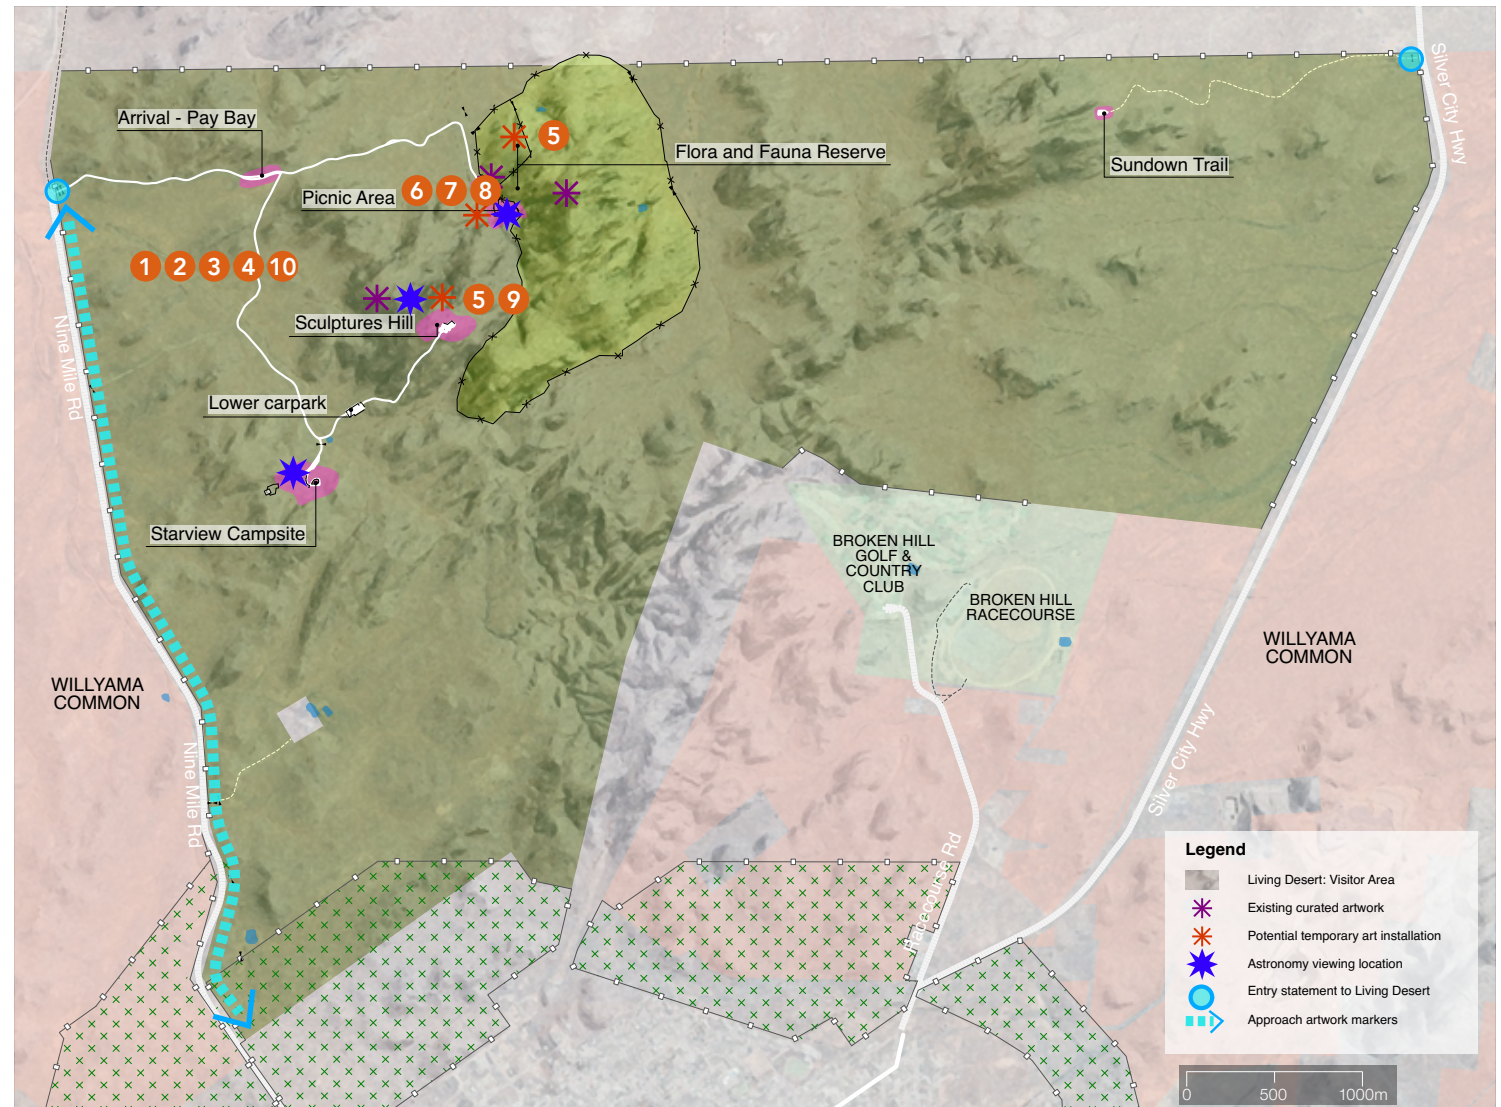 Silver City Hwy
Arrival - Pay Bay
5
Flora and Fauna Reserve
Sundown Trail
Picnic Area
6 7 8
1 2 3 4 10
5 9
Sculptures Hill
Nine Mile Rd
Lower carpark
Starview Campsite
BROKEN HILL
GOLF &
COUNTRY
CLUB
BROKEN HILL
RACECOURSE
WILLYAMA
COMMON
WILLYAMA
COMMON
Nine Mile Rd
Silver City Hwy
Racecourse Rd
Legend
Living Desert: Visitor Area
Existing curated artwork
Potential temporary art installation
Astronomy viewing location
Entry statement to Living Desert
Approach artwork markers
0 500 1000m